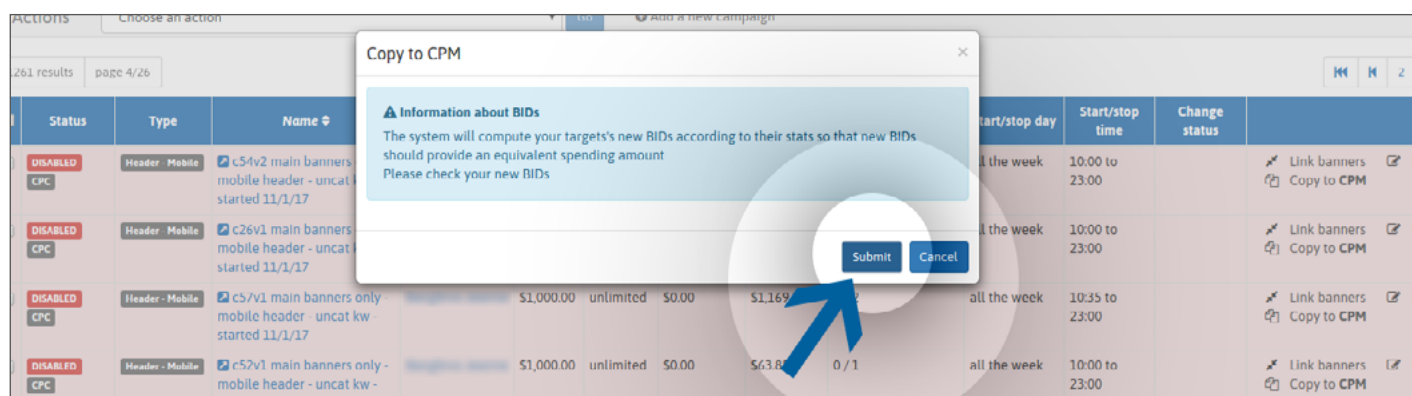 Actions
Choose an action
Go
Add a new campaign
1261 results
page 4/26
2
Copy to CPM
×
Information about BIDs
The system will compute your targets's new BIDs according to their stats so that new BIDs
should provide an equivalent spending amount
Please check your new BIDs
Submit
Cancel
Status
Type
Name
Start/stop day
Start/stop
time
Change
status
DISABLED
CPC
Header - Mobile
c54v2 main banners
mobile header - uncat
started 11/1/17
all the week
10:00 to
23:00
Link banners
Copy to CPM
DISABLED
CPC
Header - Mobile
c26v1 main banners
mobile header - uncat
started 11/1/17
all the week
10:00 to
23:00
Link banners
Copy to CPM
DISABLED
CPC
Header - Mobile
c57v1 main banners only -
mobile header - uncat kw -
started 11/1/17
$1,000.00
unlimited
$0.00
$1,169
all the week
10:35 to
23:00
Link banners
Copy to CPM
DISABLED
CPC
Header - Mobile
c52v1 main banners only -
mobile header - uncat kw -
$1,000.00
unlimited
$0.00
$63.8
0 / 1
all the week
10:00 to
23:00
Link banners
Copy to CPM